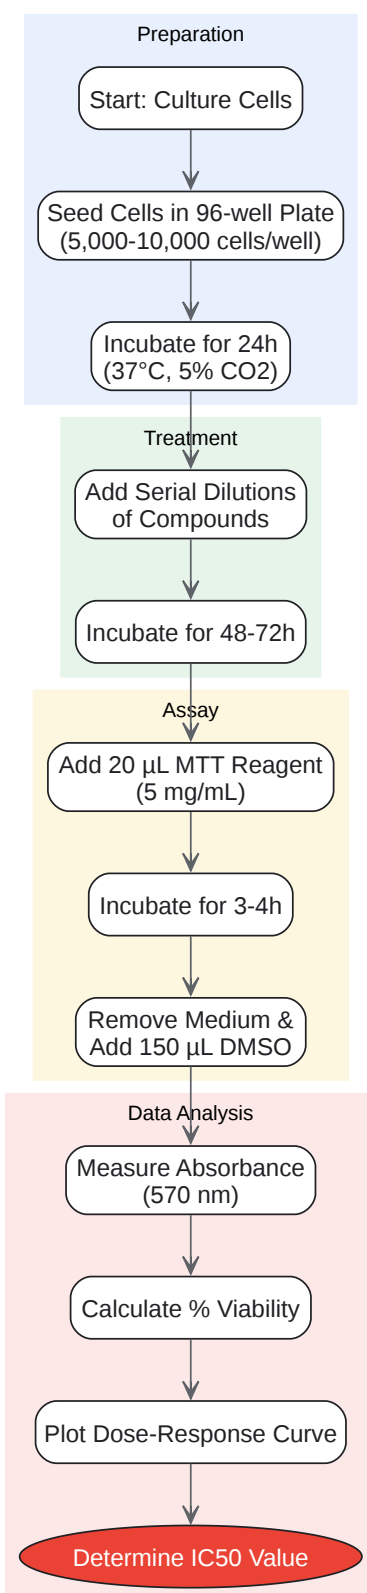 Preparation
Start: Culture Cells
Seed Cells in 96-well Plate
(5,000-10,000 cells/well)
Incubate for 24h
(37°C, 5% CO2)
Treatment
Add Serial Dilutions
of Compounds
Incubate for 48-72h
Assay
Add 20 µL MTT Reagent
(5 mg/mL)
Incubate for 3-4h
Remove Medium &
Add 150 µL DMSO
Data Analysis
Measure Absorbance
(570 nm)
Calculate % Viability
Plot Dose-Response Curve
Determine IC50 Value